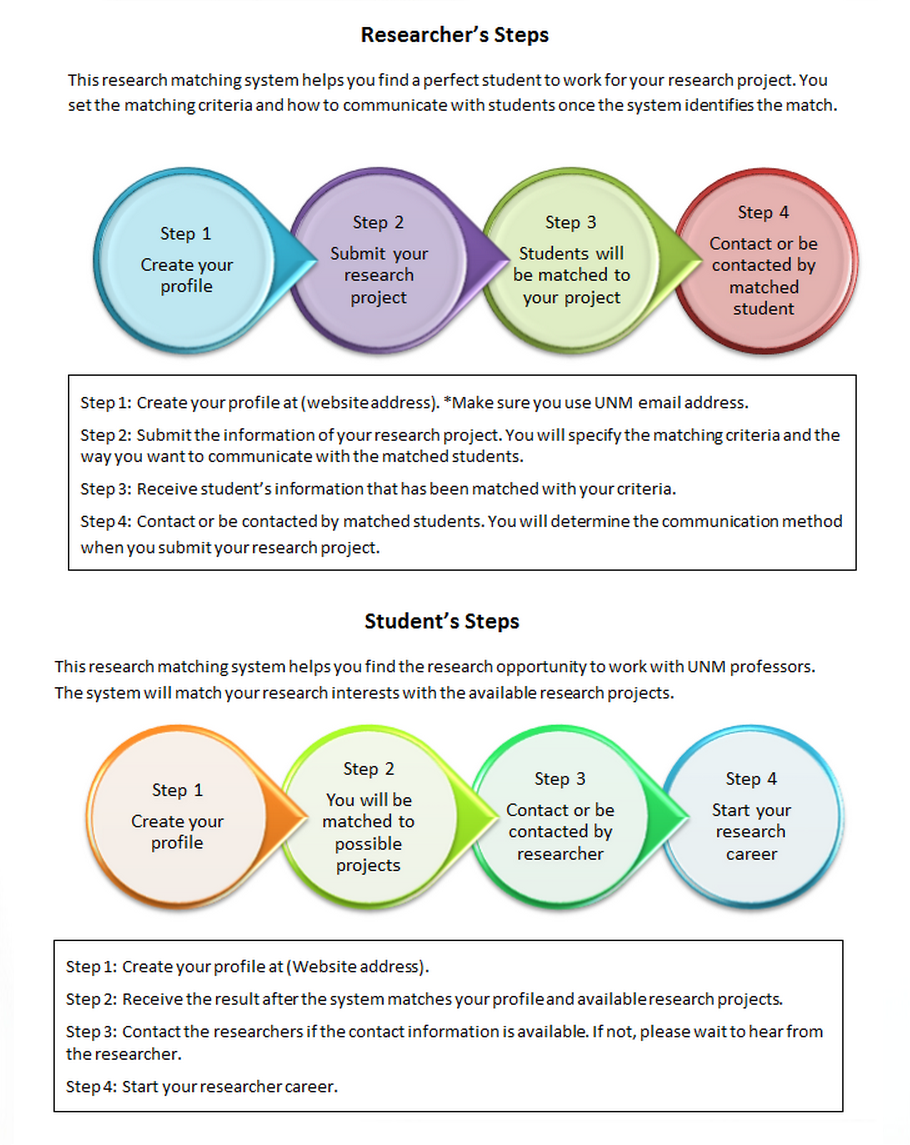 Researcher's Steps
This research matching system helps you find a perfect student to work for your research project. You
set the matching criteria and how to communicate with students once the system identifies the match.
Step 1
Create your
profile
Step 2
Submit your
research
project
Step 3
Students will
be matched to
your project
Step 4
Contact or be
contacted by
matched
student
Step 1: Create your profile at (website address). *Make sure you use UNM email address.
Step 2: Submit the information of your research project. You will specify the matching criteria and the
way you want to communicate with the matched students.
Step 3: Receive student's information that has been matched with your criteria.
Step 4: Contact or be contacted by matched students. You will determine the communication method
when you submit your research project.
Student's Steps
This research matching system helps you find the research opportunity to work with UNM professors.
The system will match your research interests with the available research projects.
Step 1
Create your
profile
Step 2
You will be
matched to
possible
projects
Step 3
Contact or be
contacted by
researcher
Step 4
Start your
research
career
Step 1: Create your profile at (Website address).
Step 2: Receive the result after the system matches your profile and available research projects.
Step 3: Contact the researchers if the contact information is available. If not, please wait to hear from
the researcher.
Step 4: Start your researcher career.